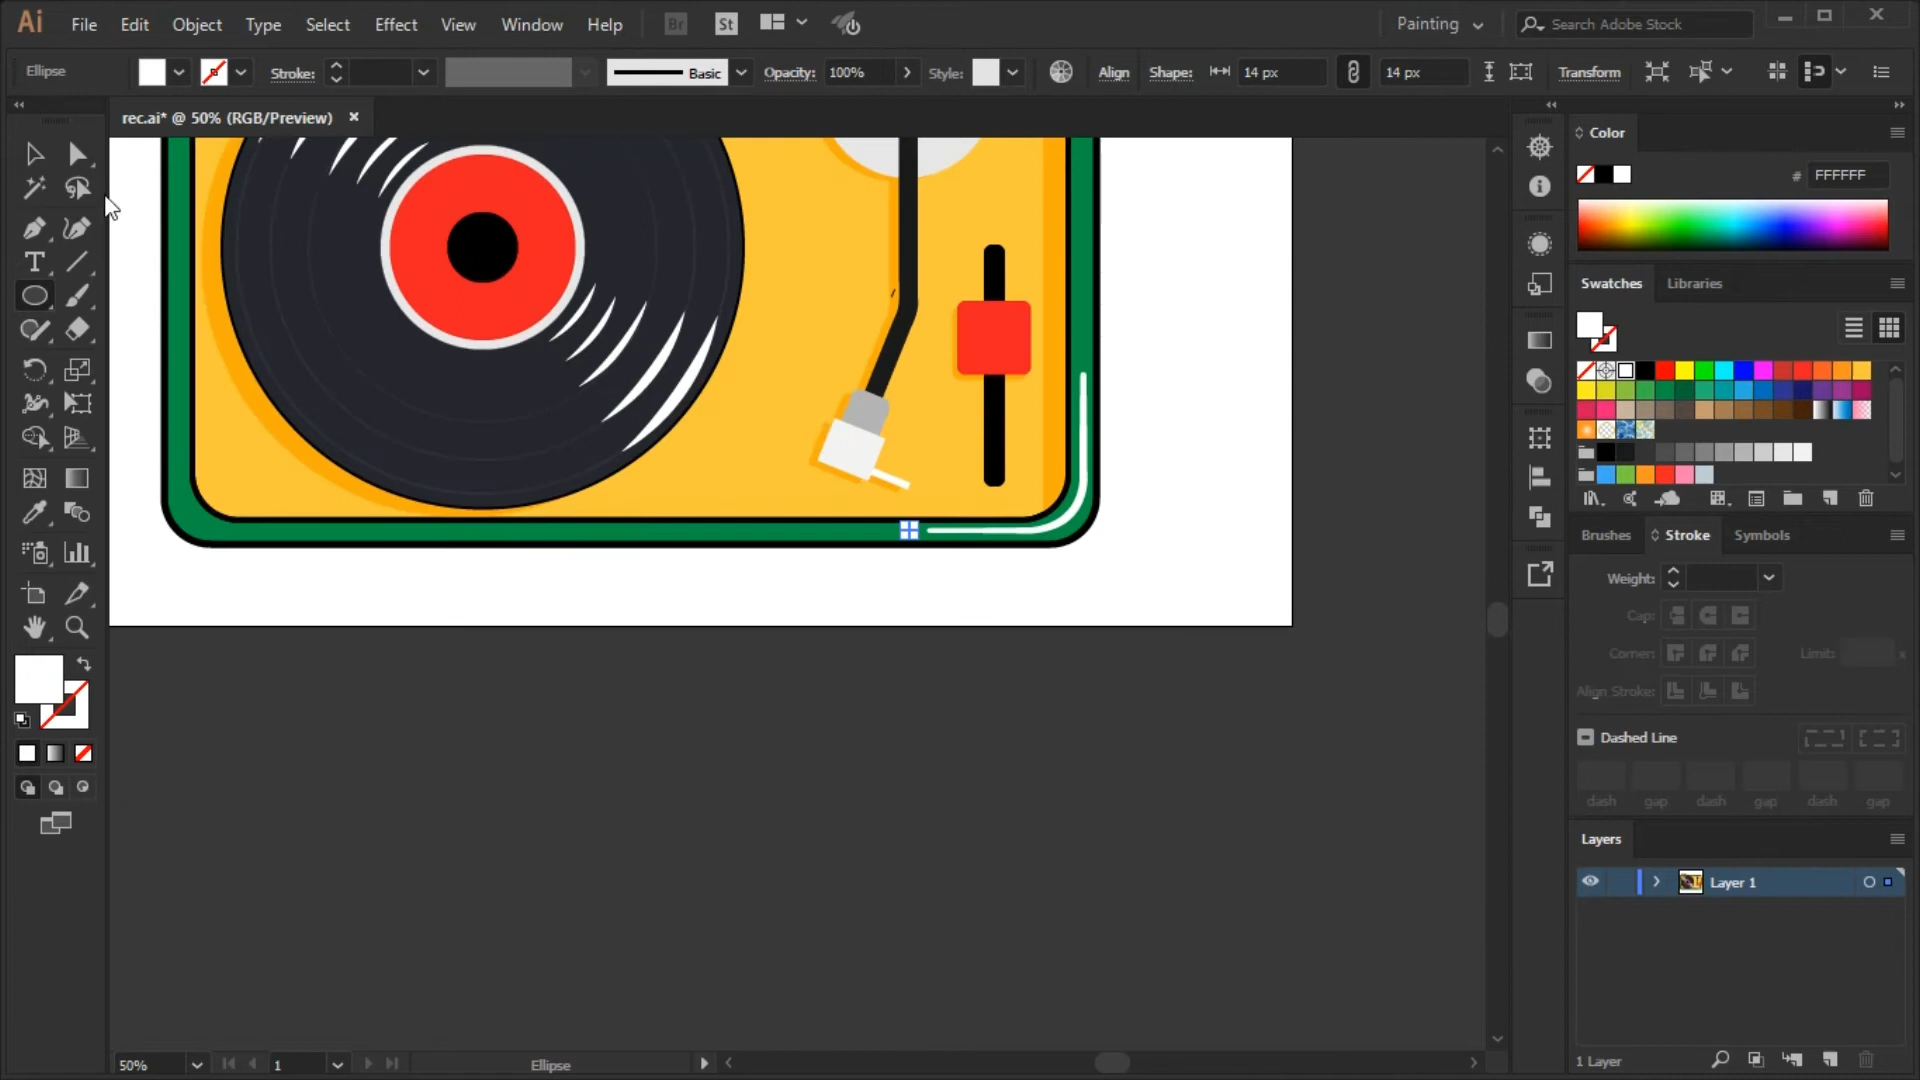 Ai File Edit Object Type Select Effect View Window Help Br St Painting Search Adobe Stock
Ellipse Stroke: Basic Opacity: 100% Style: Align Shape: 14 px 14 px Transform
rec.ai* @ 50% (RGB/Preview)
Color
# FFFFFF
Swatches Libraries
Brushes Stroke Symbols
Weight:
Cap:
Corner: Limit: x
Align Stroke:
Dashed Line
dash gap dash gap dash gap
Layers
Layer 1
50% 1 Ellipse
1 Layer